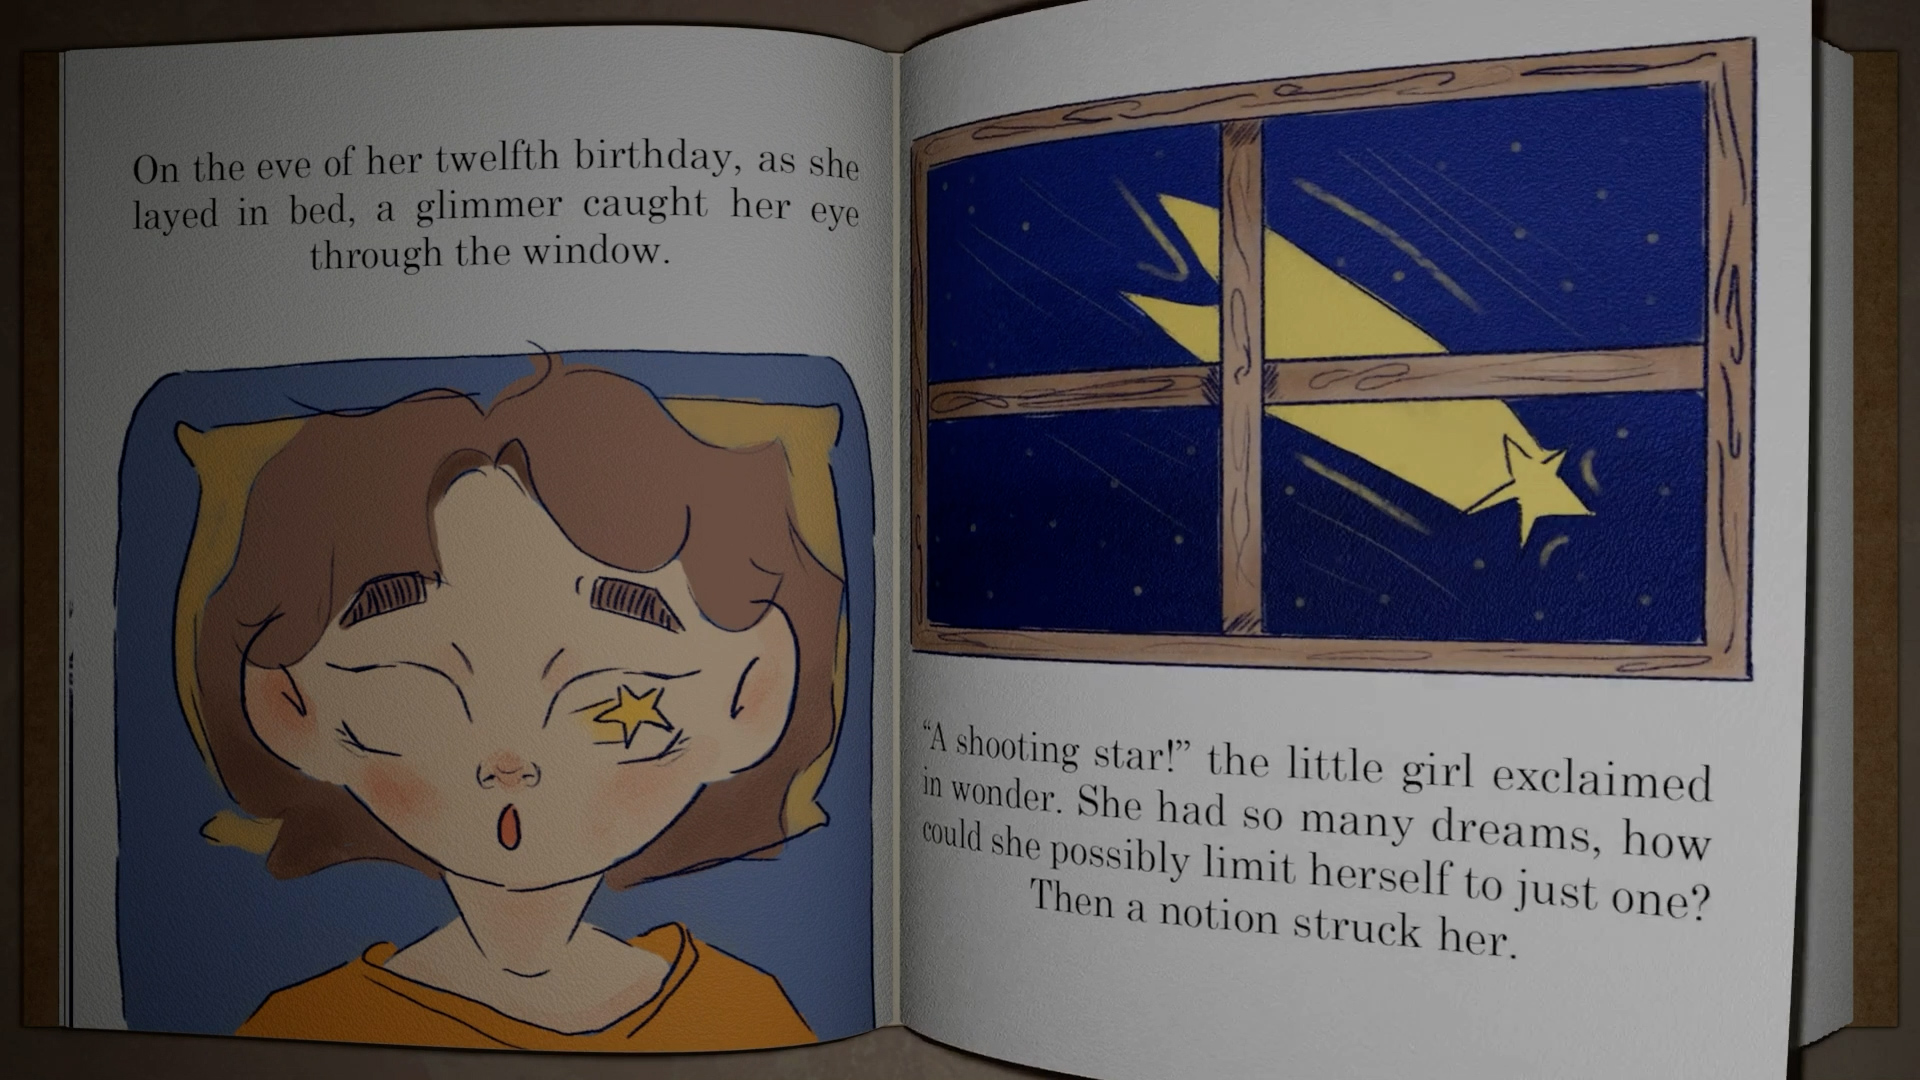 On the eve of her twelfth birthday, as she
layed in bed, a glimmer caught her eye
through the window.
“A shooting star!” the little girl exclaimed
in wonder. She had so many dreams, how
could she possibly limit herself to just one?
Then a notion struck her.